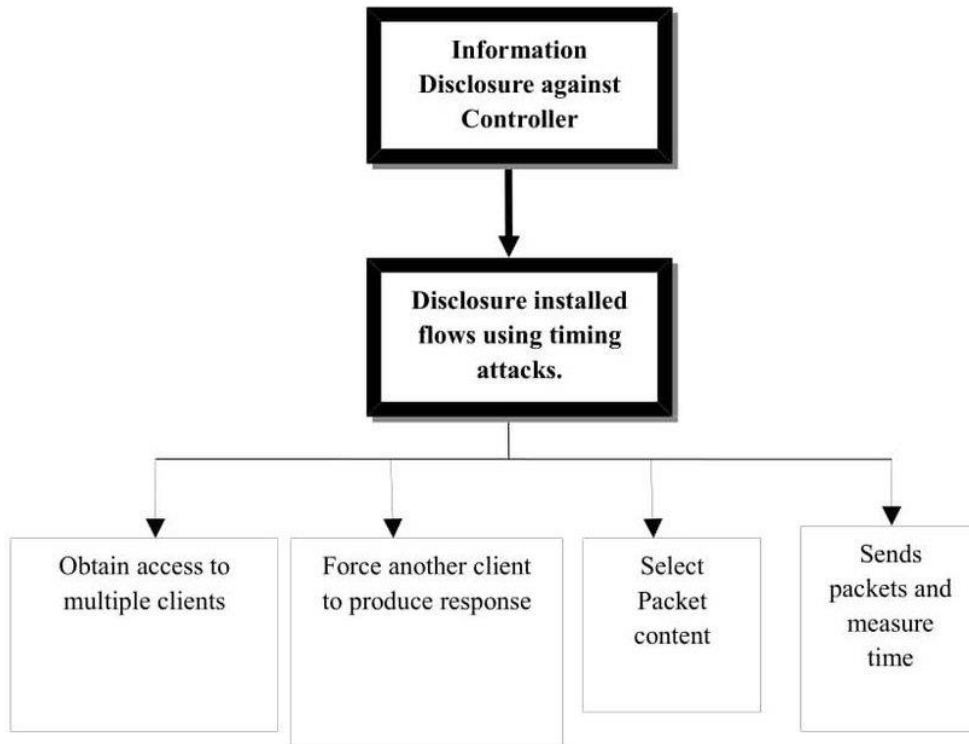 Information
Disclosure against
Controller
Disclosure installed
flows using timing
attacks.
Obtain access to
multiple clients
Force another client
to produce response
Select
Packet
content
Sends
packets and
measure
time